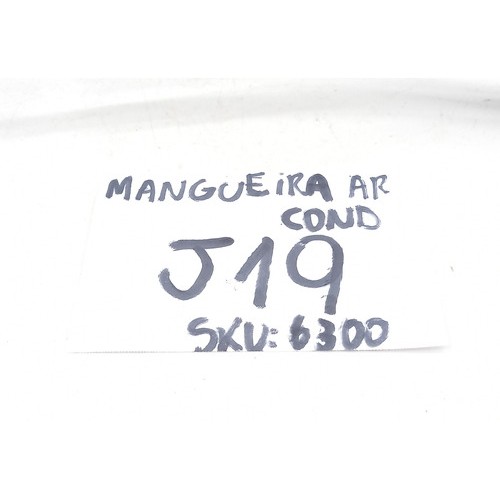 MANGUEIRA AR
COND
J19
SKU: 6300